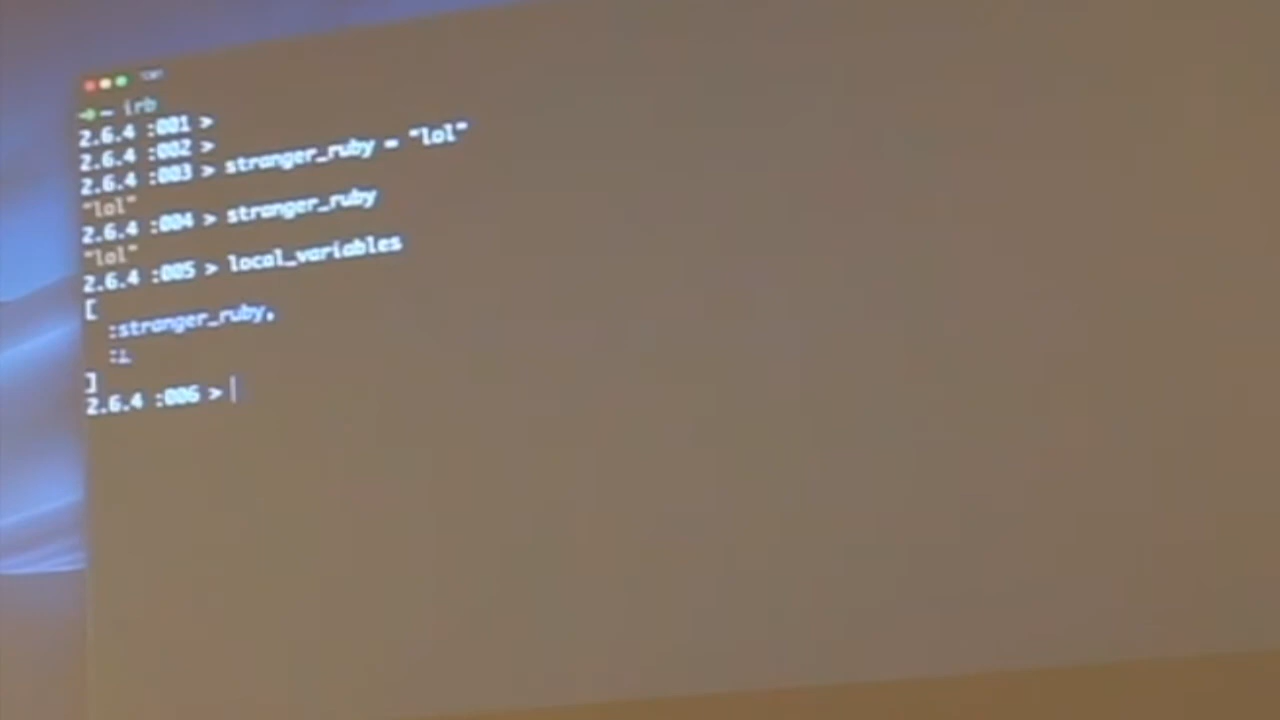 ~ irb
2.6.4 :001 >
2.6.4 :002 >
2.6.4 :003 > stranger_ruby = "lol"
"lol"
2.6.4 :004 > stranger_ruby
"lol"
2.6.4 :005 > local_variables
[
:stranger_ruby,
:_
]
2.6.4 :006 >